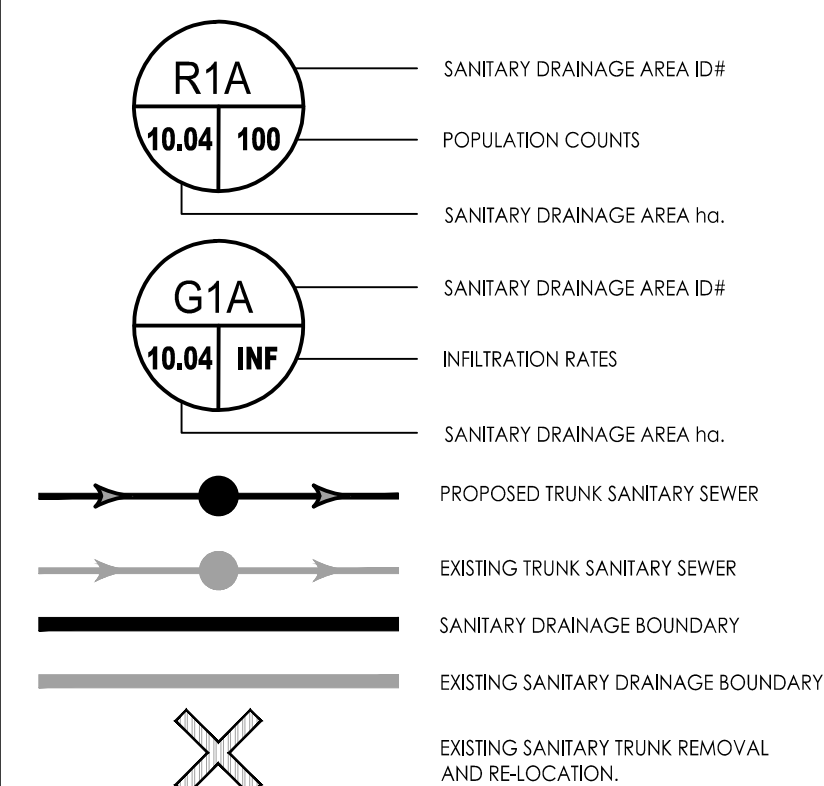 R1A
SANITARY DRAINAGE AREA ID#
10.04
100
POPULATION COUNTS
SANITARY DRAINAGE AREA ha.
G1A
SANITARY DRAINAGE AREA ID#
10.04
INF
INFILTRATION RATES
SANITARY DRAINAGE AREA ha.
PROPOSED TRUNK SANITARY SEWER
EXISTING TRUNK SANITARY SEWER
SANITARY DRAINAGE BOUNDARY
EXISTING SANITARY DRAINAGE BOUNDARY
EXISTING SANITARY TRUNK REMOVAL
AND RE-LOCATION.